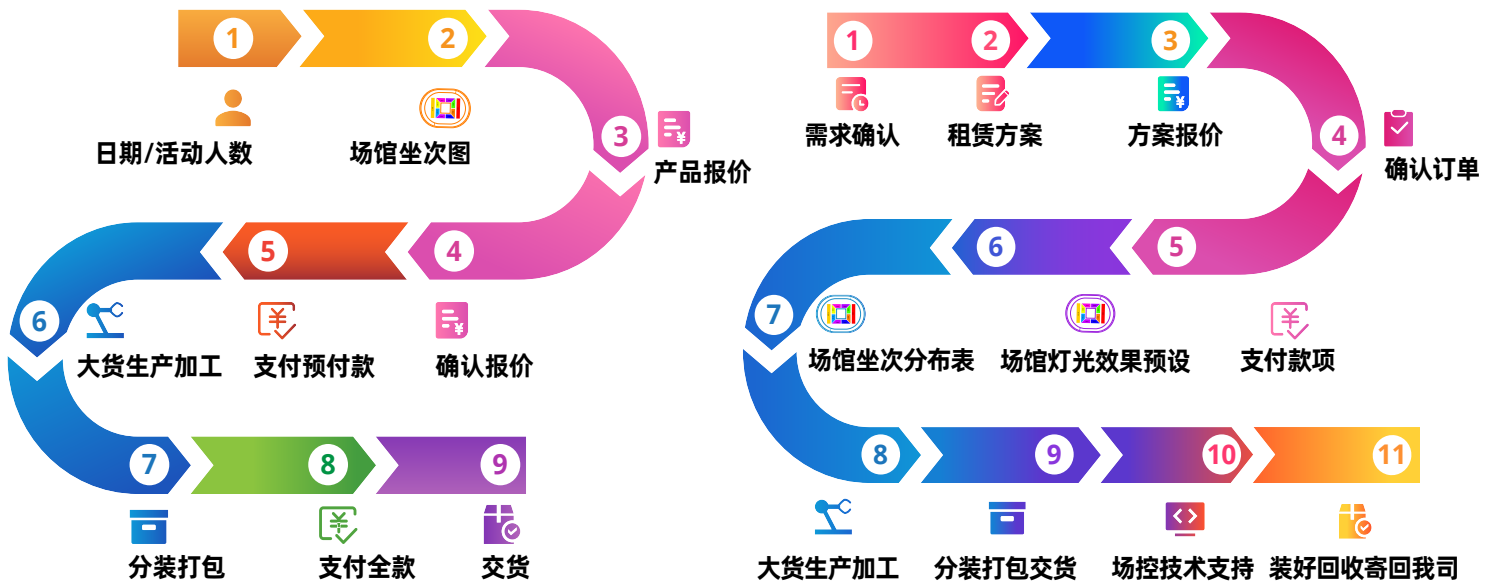 1
日期/活动人数
2
场馆坐次图
3
产品报价
4
确认报价
5
支付预付款
6
大货生产加工
7
分装打包
8
支付全款
9
交货
1
需求确认
2
租赁方案
3
方案报价
4
确认订单
5
支付款项
6
场馆灯光效果预设
7
场馆坐次分布表
8
大货生产加工
9
分装打包交货
10
场控技术支持
11
装好回收寄回我司